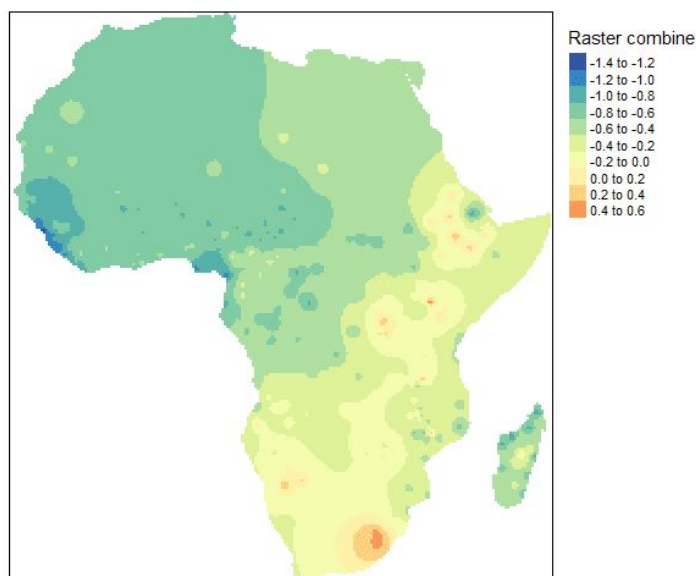 Raster combine
-1.4 to -1.2
-1.2 to -1.0
-1.0 to -0.8
-0.8 to -0.6
-0.6 to -0.4
-0.4 to -0.2
-0.2 to 0.0
0.0 to 0.2
0.2 to 0.4
0.4 to 0.6